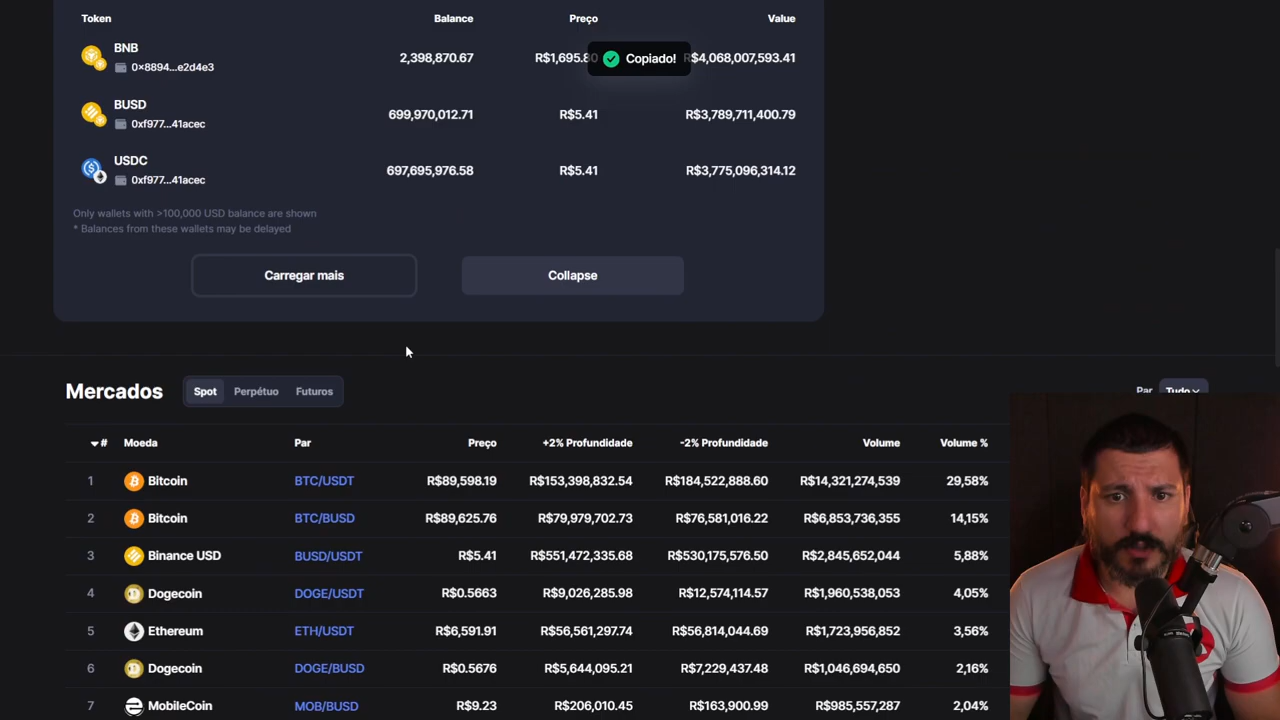 Token Balance Preço Value
BNB 2,398,870.67 R$1,695.80 R$4,068,007,593.41
0x8894...e2d4e3
Copiado!
BUSD 699,970,012.71 R$5.41 R$3,789,711,400.79
0xf977...41acec
USDC 697,695,976.58 R$5.41 R$3,775,096,314.12
0xf977...41acec
Only wallets with >100,000 USD balance are shown
* Balances from these wallets may be delayed
Carregar mais Collapse
Mercados Spot Perpétuo Futuros Par Tudo
# Moeda Par Preço +2% Profundidade -2% Profundidade Volume Volume %
1 Bitcoin BTC/USDT R$89,598.19 R$153,398,832.54 R$184,522,888.60 R$14,321,274,539 29,58%
2 Bitcoin BTC/BUSD R$89,625.76 R$79,979,702.73 R$76,581,016.22 R$6,853,736,355 14,15%
3 Binance USD BUSD/USDT R$5.41 R$551,472,335.68 R$530,175,576.50 R$2,845,652,044 5,88%
4 Dogecoin DOGE/USDT R$0.5663 R$9,026,285.98 R$12,574,114.57 R$1,960,538,053 4,05%
5 Ethereum ETH/USDT R$6,591.91 R$56,561,297.74 R$56,814,044.69 R$1,723,956,852 3,56%
6 Dogecoin DOGE/BUSD R$0.5676 R$5,644,095.21 R$7,229,437.48 R$1,046,694,650 2,16%
7 MobileCoin MOB/BUSD R$9.23 R$206,010.45 R$163,900.99 R$985,557,287 2,04%